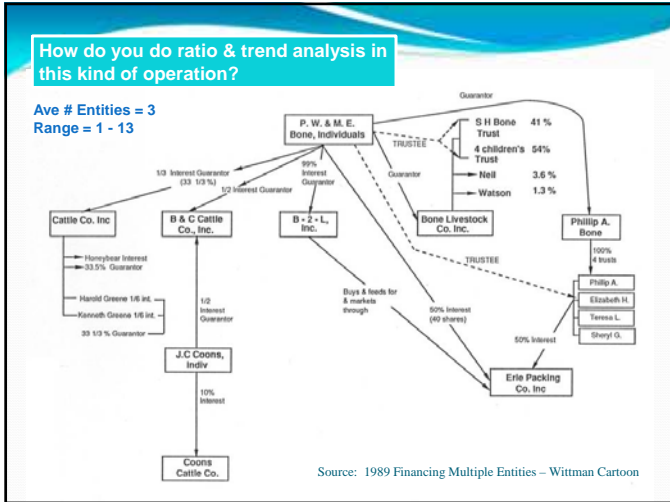 How do you do ratio & trend analysis in
this kind of operation?
Ave # Entities = 3
Range = 1 - 13
P. W. & M. E.
Bone, Individuals
Guarantor
TRUSTEE
S H Bone 41 %
Trust
4 children's 54%
Trust
Neil 3.6 %
Watson 1.3 %
1/3 Interest Guarantor
(33 1/3 %)
1/2 Interest Guarantor
99%
Interest
Guarantor
Guarantor
Cattle Co. Inc
B & C Cattle
Co., Inc.
B - 2 - L,
Inc.
Bone Livestock
Co. Inc.
Phillip A.
Bone
Honeybear Interest
33.5% Guarantor
Harold Greene 1/6 int.
Kenneth Greene 1/6 int.
33 1/3 % Guarantor
1/2
Interest
Guarantor
Buys & feeds for
& markets
through
50% Interest
(40 shares)
TRUSTEE
100%
4 trusts
Phillip A.
Elizabeth H.
Teresa L.
Sheryl G.
50% Interest
J.C Coons,
Indiv
10%
Interest
Erie Packing
Co. Inc
Coons
Cattle Co.
Source: 1989 Financing Multiple Entities – Wittman Cartoon